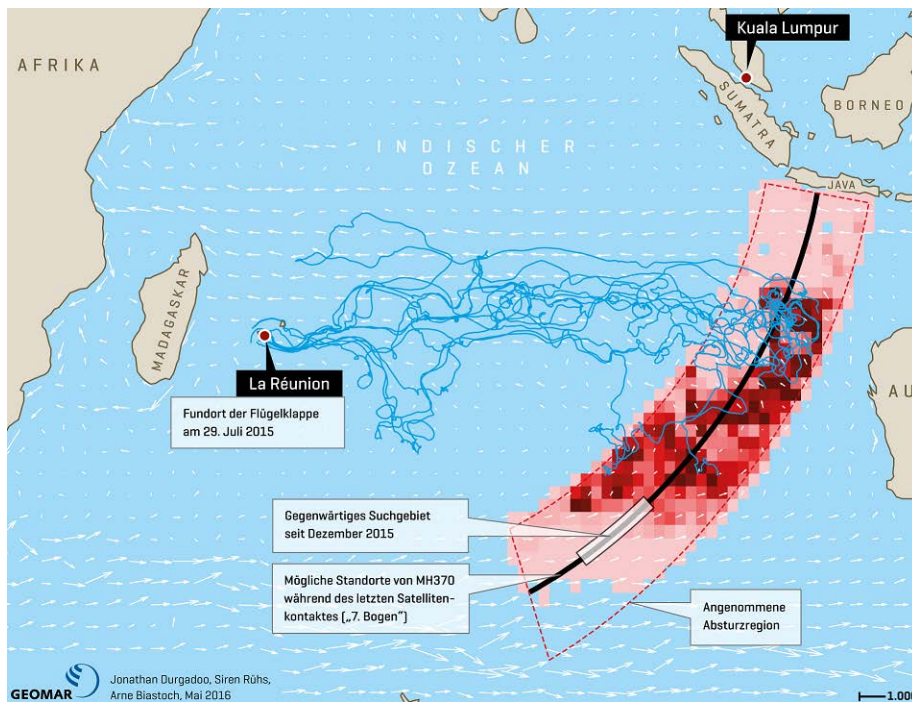 Kuala Lumpur
AFRIKA
SUMATRA
BORNEO
INDISCHER
OZEAN
JAVA
MADAGASKAR
La Réunion
AU
Fundort der Flügelklappe
am 29. Juli 2015
Gegenwärtiges Suchgebiet
seit Dezember 2015
Mögliche Standorte von MH370
während des letzten Satelliten-
kontaktes („7. Bogen“)
Angenommene
Absturzregion
GEOMAR
Jonathan Durgadoo, Siren Rühs,
Arne Biastoch, Mai 2016
1.000